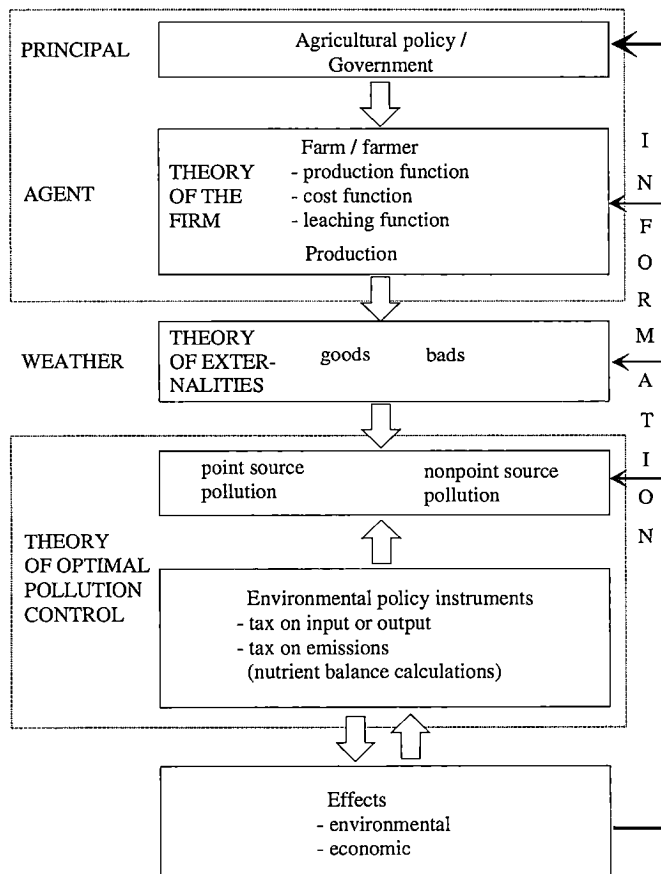 PRINCIPAL
Agricultural policy /
Government
AGENT
THEORY
OF THE
FIRM
Farm / farmer
- production function
- cost function
- leaching function
Production
WEATHER
THEORY
OF EXTER-
NALITIES
goods
bads
point source
pollution
nonpoint source
pollution
THEORY
OF OPTIMAL
POLLUTION
CONTROL
Environmental policy instruments
- tax on input or output
- tax on emissions
(nutrient balance calculations)
Effects
- environmental
- economic
INFORMATION